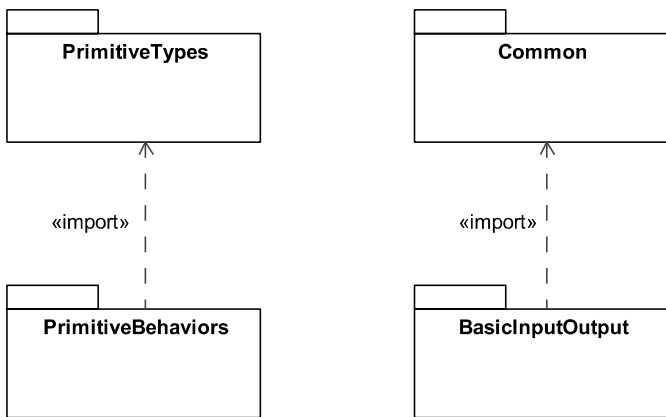 PrimitiveTypes
Common
«import»
«import»
PrimitiveBehaviors
BasicInputOutput